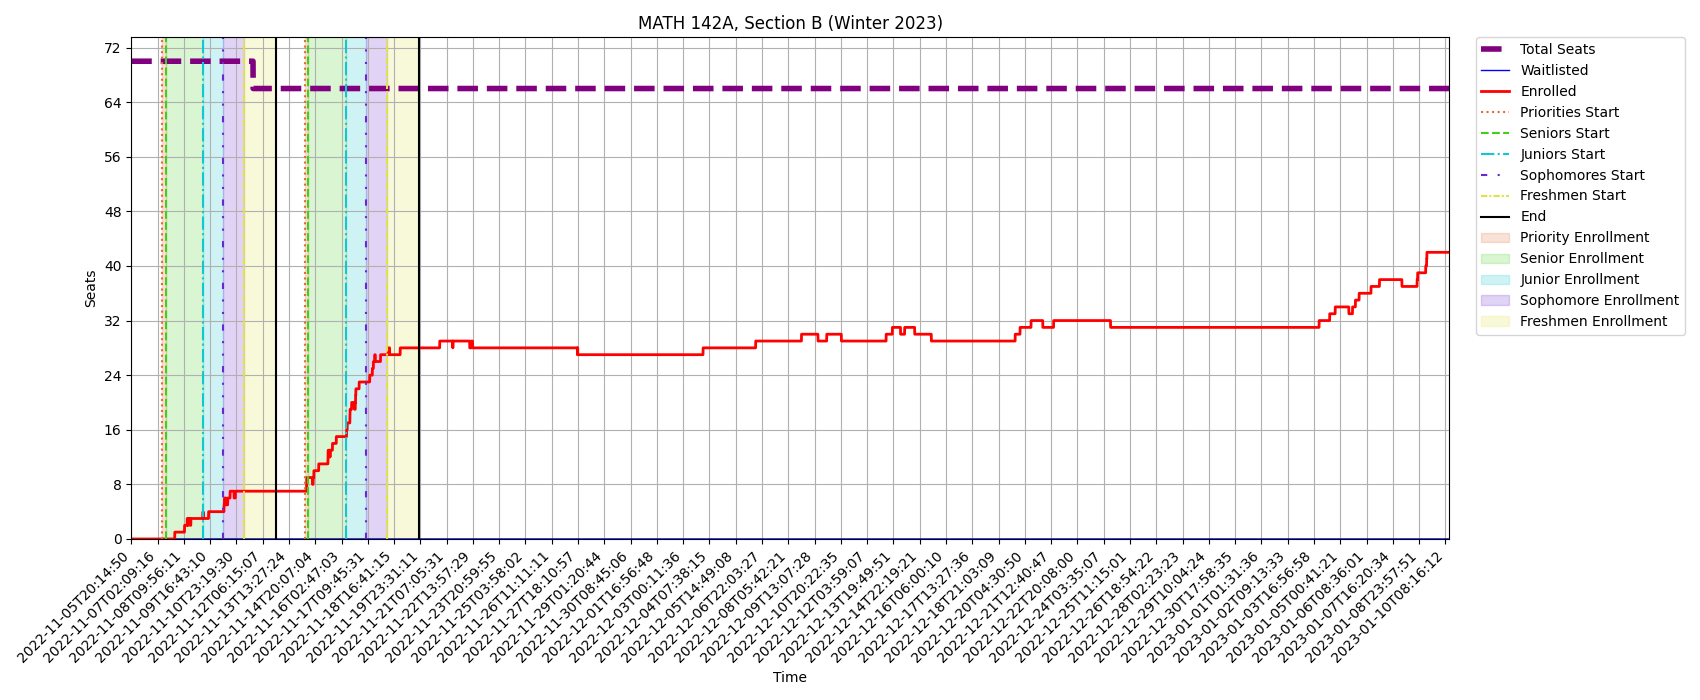 MATH 142A, Section B (Winter 2023)
Seats
72
64
56
48
40
32
24
16
8
0
2022-11-05T20:14:50
2022-11-07T02:09:16
2022-11-08T09:56:11
2022-11-09T16:43:10
2022-11-10T23:19:30
2022-11-12T06:15:07
2022-11-13T13:27:24
2022-11-14T20:07:04
2022-11-16T02:47:03
2022-11-17T09:45:31
2022-11-18T16:41:15
2022-11-19T23:31:11
2022-11-21T07:05:31
2022-11-22T13:57:29
2022-11-23T20:59:55
2022-11-25T03:58:02
2022-11-26T11:11:11
2022-11-27T18:10:57
2022-11-29T01:20:44
2022-11-30T08:45:06
2022-12-01T16:56:48
2022-12-03T00:11:36
2022-12-04T07:38:15
2022-12-05T14:49:08
2022-12-06T22:03:27
2022-12-08T05:42:21
2022-12-09T13:07:28
2022-12-10T20:22:35
2022-12-12T03:59:07
2022-12-13T19:49:51
2022-12-14T22:19:21
2022-12-16T06:00:10
2022-12-17T13:27:36
2022-12-18T21:03:09
2022-12-20T04:30:50
2022-12-21T12:40:47
2022-12-22T20:08:00
2022-12-24T03:35:07
2022-12-25T11:15:01
2022-12-26T18:54:22
2022-12-28T02:23:23
2022-12-29T10:04:24
2022-12-30T17:58:35
2023-01-01T01:31:36
2023-01-02T09:13:33
2023-01-03T16:56:58
2023-01-05T00:41:21
2023-01-06T08:36:01
2023-01-07T16:20:34
2023-01-08T23:57:51
2023-01-10T08:16:12
Time
Total Seats
Waitlisted
Enrolled
Priorities Start
Seniors Start
Juniors Start
Sophomores Start
Freshmen Start
End
Priority Enrollment
Senior Enrollment
Junior Enrollment
Sophomore Enrollment
Freshmen Enrollment